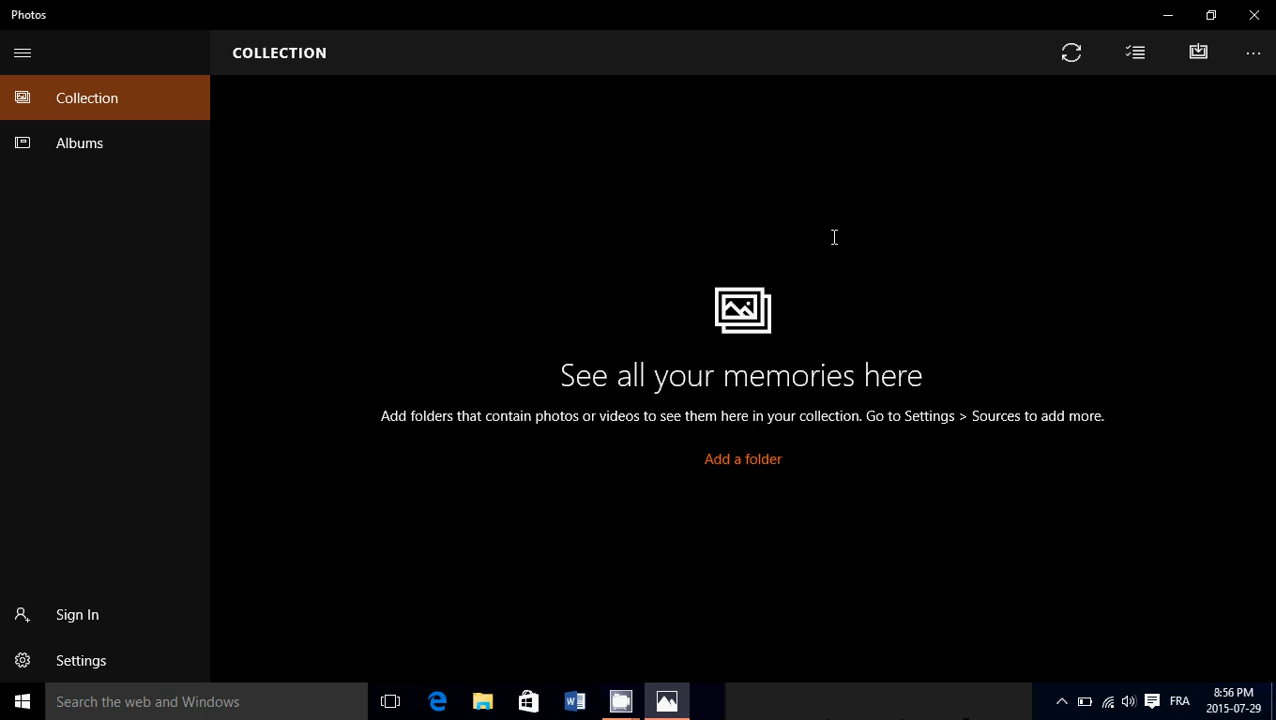 Photos
COLLECTION
Collection
Albums
See all your memories here
Add folders that contain photos or videos to see them here in your collection. Go to Settings > Sources to add more.
Add a folder
Sign In
Settings
Search the web and Windows
FRA
8:56 PM
2015-07-29